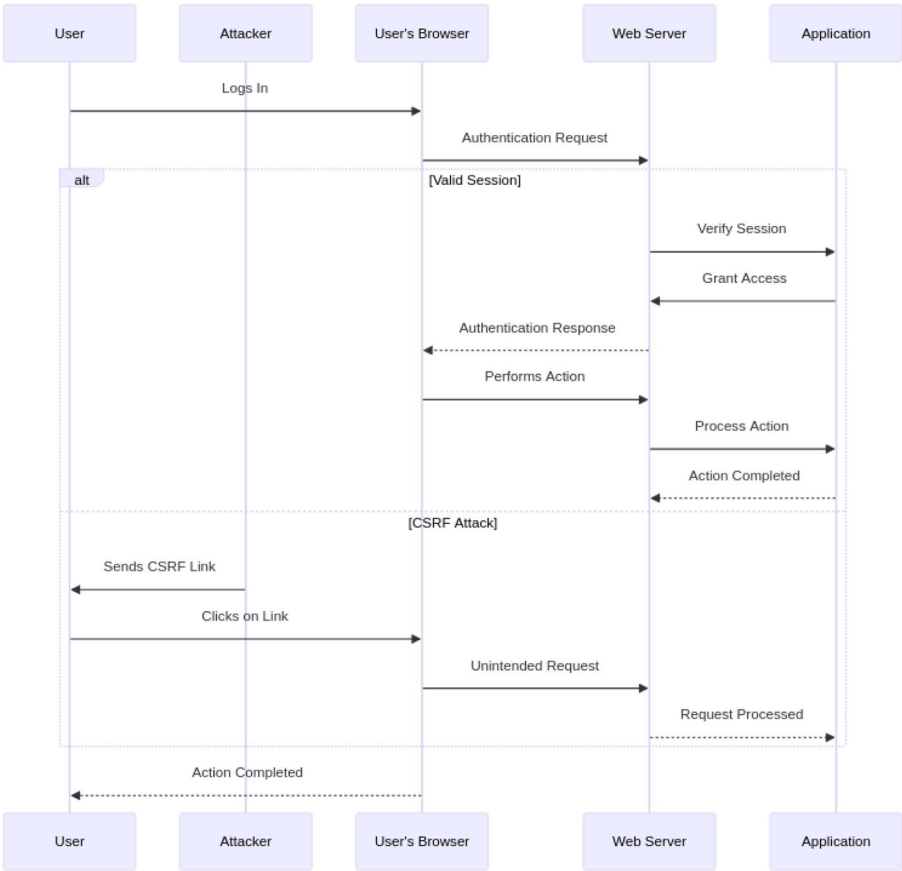 User
Attacker
User's Browser
Web Server
Application
Logs In
Authentication Request
alt
[Valid Session]
Verify Session
Grant Access
Authentication Response
Performs Action
Process Action
Action Completed
[CSRF Attack]
Sends CSRF Link
Clicks on Link
Unintended Request
Request Processed
Action Completed
User
Attacker
User's Browser
Web Server
Application